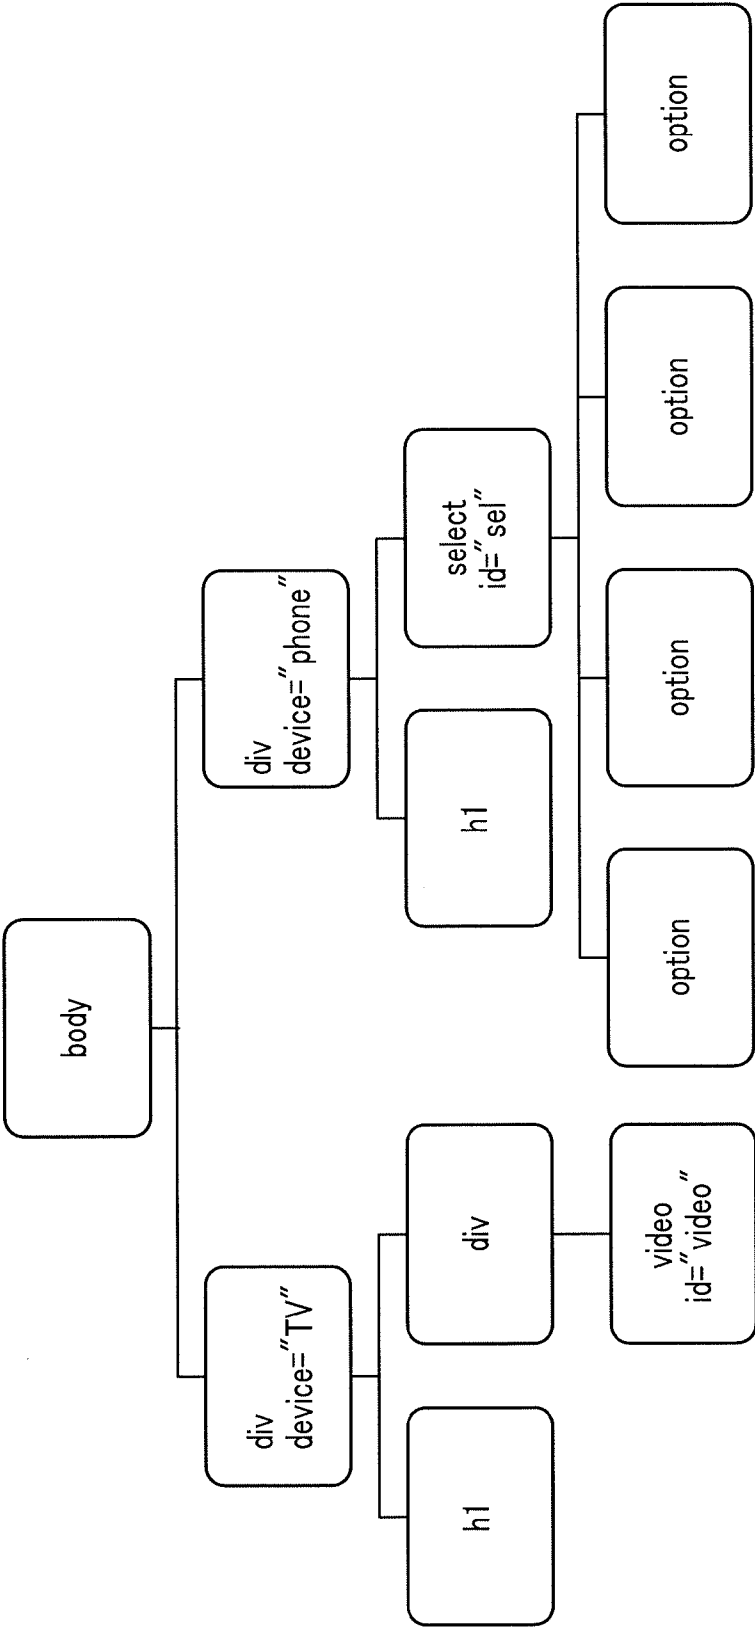 body
div
device="TV"
div
device="phone"
h1
div
h1
select
id="sel"
video
id="video"
option
option
option
option